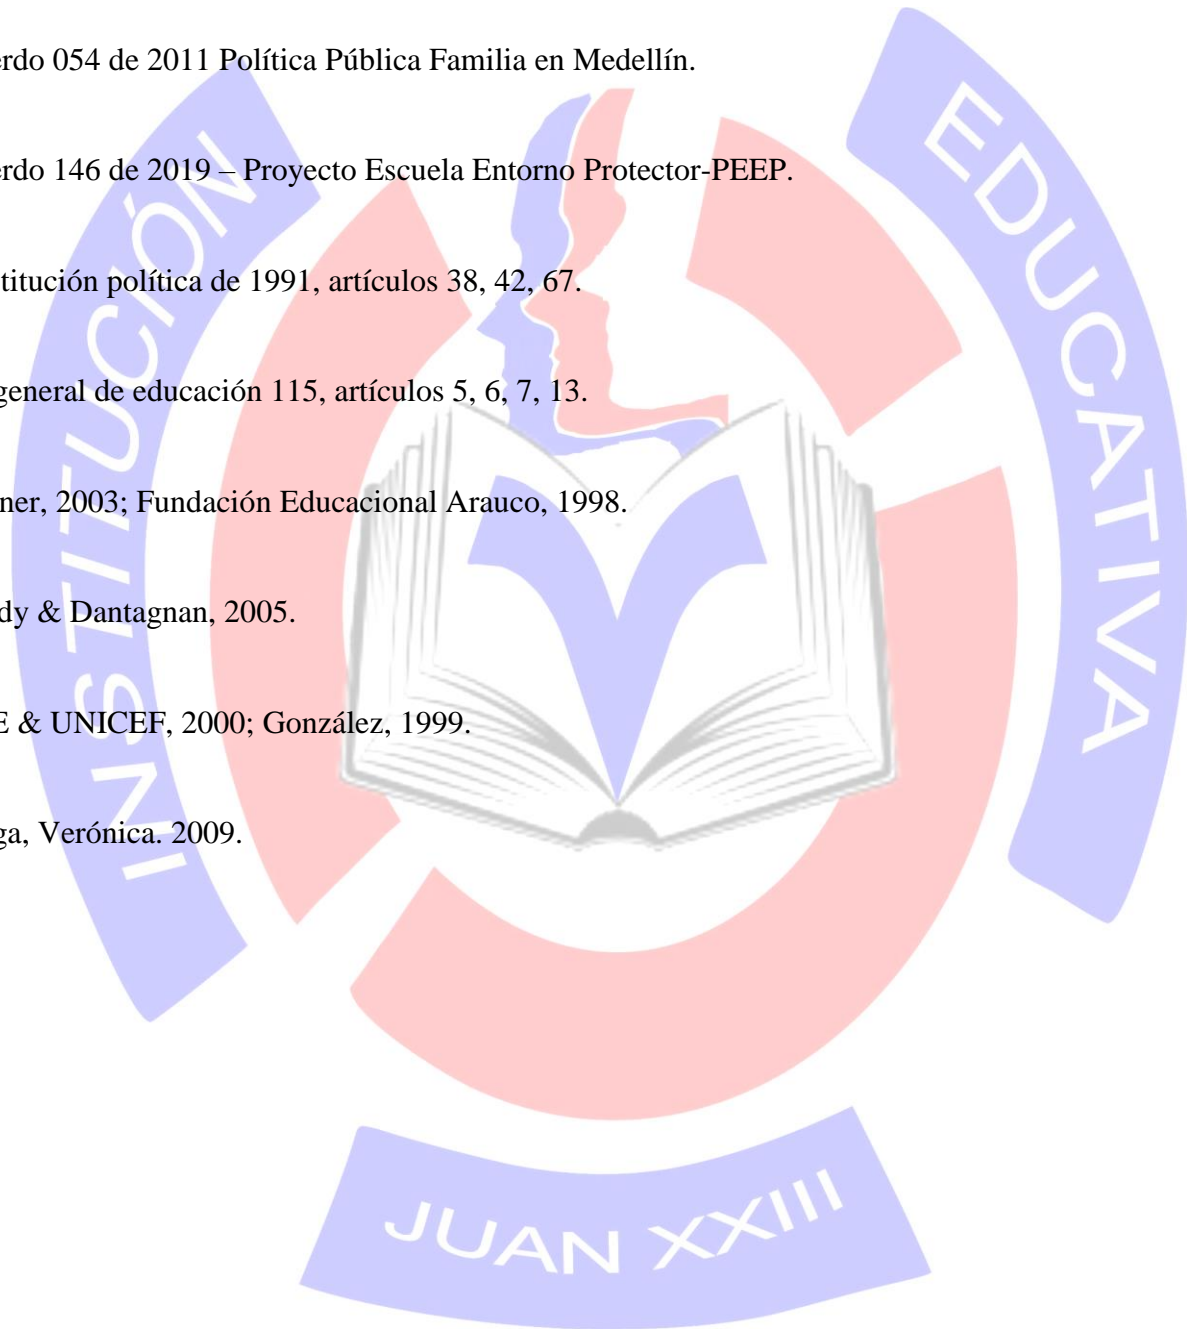 erdo 054 de 2011 Política Pública Familia en Medellín.
erdo 146 de 2019 – Proyecto Escuela Entorno Protector-PEEP.
titución política de 1991, artículos 38, 42, 67.
general de educación 115, artículos 5, 6, 7, 13.
ner, 2003; Fundación Educacional Arauco, 1998.
dy & Dantagnan, 2005.
E & UNICEF, 2000; González, 1999.
ga, Verónica. 2009.
INSTITUCIÓN
EDUCATIVA
JUAN XXIII